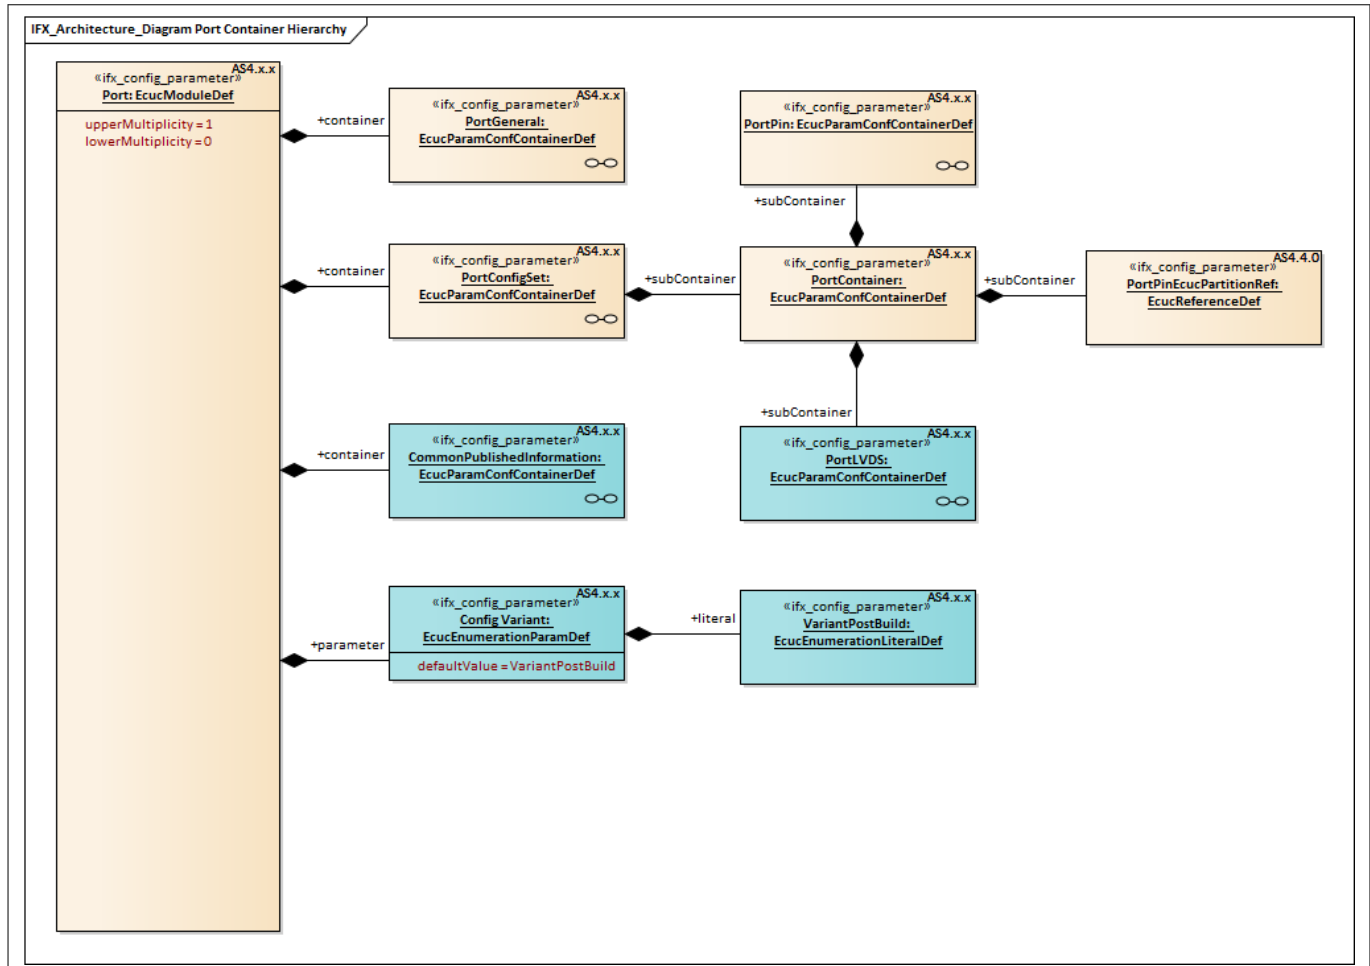 IFX_Architecture_Diagram Port Container Hierarchy
AS4.x.x
«ifx_config_parameter»
Port: EcucModuleDef
upperMultiplicity = 1
lowerMultiplicity = 0
+container
AS4.x.x
«ifx_config_parameter»
PortGeneral:
EcucParamConfContainerDef
AS4.x.x
«ifx_config_parameter»
PortPin: EcucParamConfContainerDef
+subContainer
+container
AS4.x.x
«ifx_config_parameter»
PortConfigSet:
EcucParamConfContainerDef
+subContainer
AS4.x.x
«ifx_config_parameter»
PortContainer:
EcucParamConfContainerDef
+subContainer
AS4.4.0
«ifx_config_parameter»
PortPinEcucPartitionRef:
EcucReferenceDef
+subContainer
+container
AS4.x.x
«ifx_config_parameter»
CommonPublishedInformation:
EcucParamConfContainerDef
AS4.x.x
«ifx_config_parameter»
PortLVDS:
EcucParamConfContainerDef
+parameter
AS4.x.x
«ifx_config_parameter»
Config Variant:
EcucEnumerationParamDef
defaultValue = VariantPostBuild
+literal
AS4.x.x
«ifx_config_parameter»
VariantPostBuild:
EcucEnumerationLiteralDef